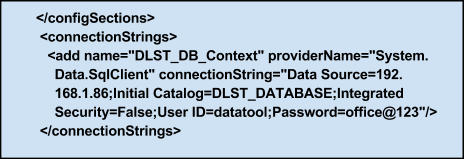 </configSections>
<connectionStrings>
<add name="DLST_DB_Context" providerName="System.
Data.SqlClient" connectionString="Data Source=192.
168.1.86;Initial Catalog=DLST_DATABASE;Integrated
Security=False;User ID=datatool;Password=office@123"/>
</connectionStrings>